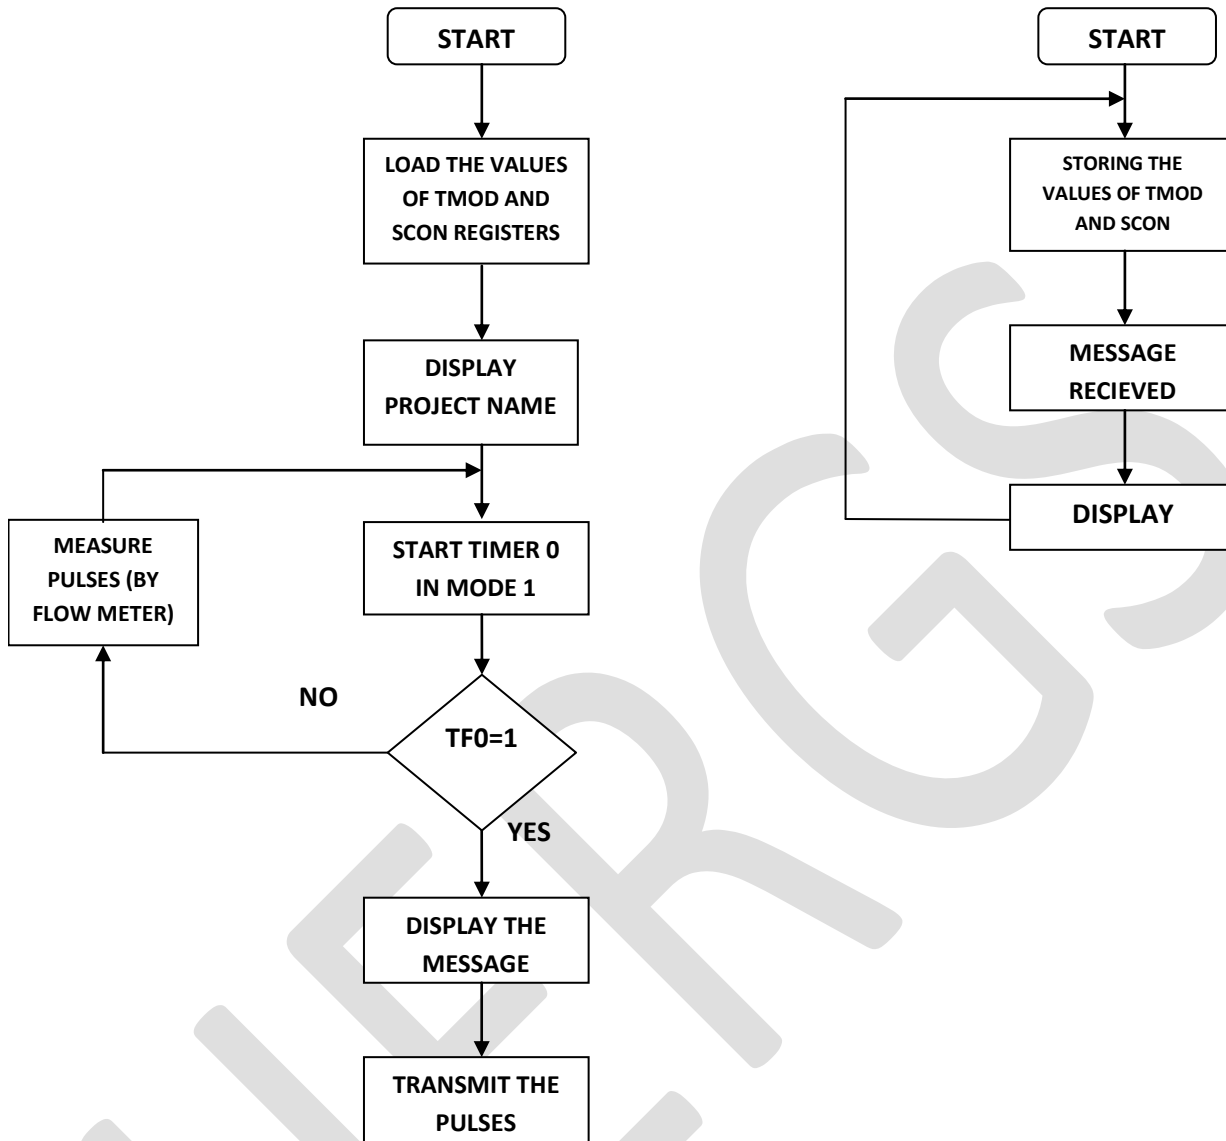 START
LOAD THE VALUES
OF TMOD AND
SCON REGISTERS
DISPLAY
PROJECT NAME
MEASURE
PULSES (BY
FLOW METER)
START TIMER 0
IN MODE 1
NO
TF0=1
YES
DISPLAY THE
MESSAGE
TRANSMIT THE
PULSES
START
STORING THE
VALUES OF TMOD
AND SCON
MESSAGE
RECIEVED
DISPLAY
ERGS